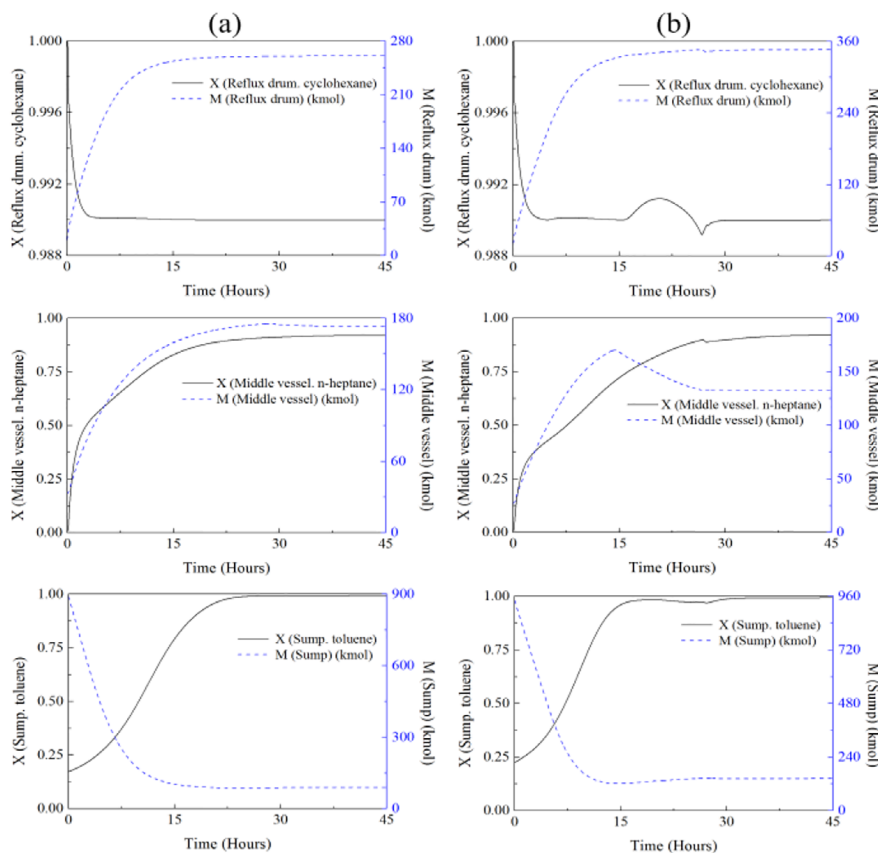 (a)
X (Reflux drum. cyclohexane)
1.000
0.996
0.992
0.988
X (Reflux drum. cyclohexane)
M (Reflux drum) (kmol)
280
210
140
70
0
M (Reflux drum) (kmol)
0 15 30 45
Time (Hours)
X (Middle vessel. n-heptane)
1.00
0.75
0.50
0.25
0.00
X (Middle vessel. n-heptane)
M (Middle vessel) (kmol)
180
120
60
0
M (Middle vessel) (kmol)
0 15 30 45
Time (Hours)
X (Sump. toluene)
1.00
0.75
0.50
0.25
0.00
X (Sump. toluene)
M (Sump) (kmol)
900
600
300
0
M (Sump) (kmol)
0 15 30 45
Time (Hours)
(b)
X (Reflux drum. cyclohexane)
1.000
0.996
0.992
0.988
X (Reflux drum. cyclohexane)
M (Reflux drum) (kmol)
360
240
120
0
M (Reflux drum) (kmol)
0 15 30 45
Time (Hours)
X (Middle vessel. n-heptane)
1.00
0.75
0.50
0.25
0.00
X (Middle vessel. n-heptane)
M (Middle vessel) (kmol)
200
150
100
50
0
M (Middle vessel) (kmol)
0 15 30 45
Time (Hours)
X (Sump. toluene)
1.00
0.75
0.50
0.25
0.00
X (Sump. toluene)
M (Sump) (kmol)
960
720
480
240
0
M (Sump) (kmol)
0 15 30 45
Time (Hours)